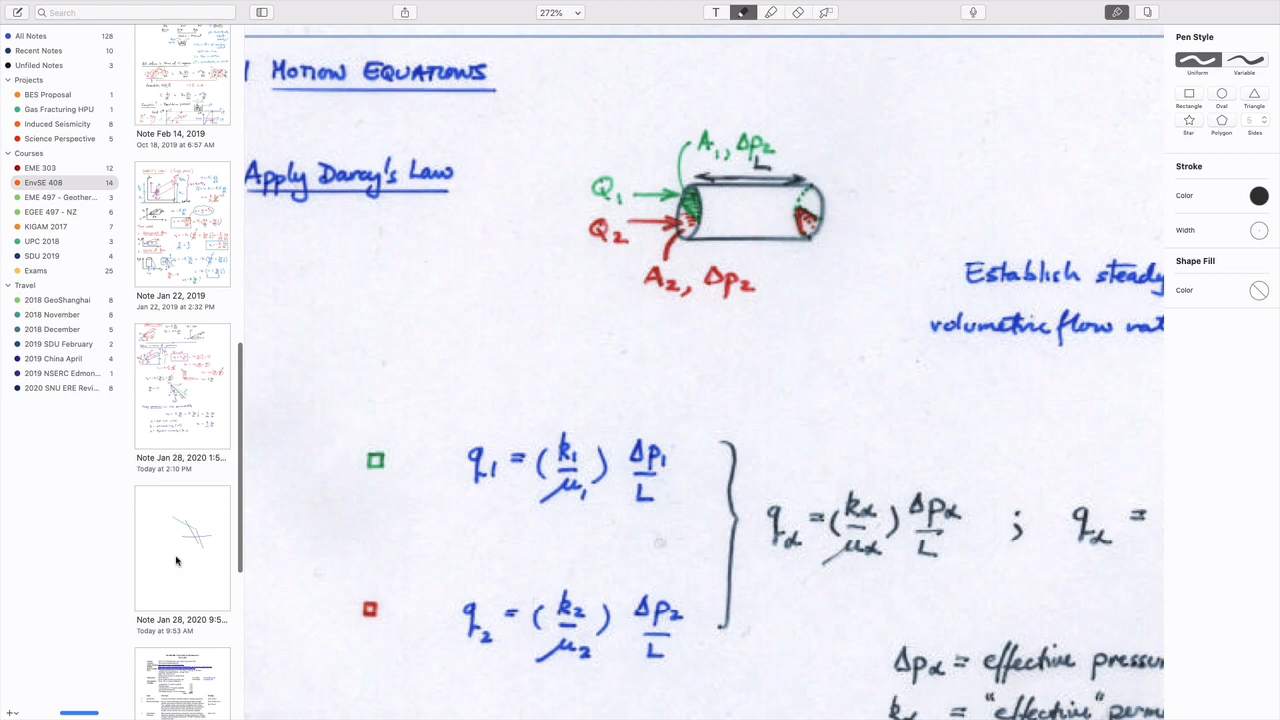 Search
272%
T
All Notes 128
Recent Notes 10
Unfiled Notes 3
Projects
BES Proposal 1
Gas Fracturing HPU 1
Induced Seismicity 8
Science Perspective 5
Courses
EME 303 12
EnvSE 408 14
EME 497 - Geother... 3
EGEE 497 - NZ 6
KIGAM 2017 7
UPC 2018 3
SDU 2019 4
Exams 25
Travel
2018 GeoShanghai 8
2018 November 8
2018 December 5
2019 SDU February 2
2019 China April 4
2019 NSERC Edmon... 1
2020 SNU ERE Revi... 8
Note Feb 14, 2019
Oct 18, 2019 at 6:57 AM
Note Jan 22, 2019
Jan 22, 2019 at 2:32 PM
Note Jan 28, 2020 1:5...
Today at 2:10 PM
Note Jan 28, 2020 9:5...
Today at 9:53 AM
MOTION EQUATIONS
Apply Darcy's Law
A₁, Δp₂
L
Q₁
Q₂
A₂, Δp₂
Establish steady
volumetric flow rat
q₁ = (k₁/μ₁) Δp₁/L
qα = (kα/μα) Δpα/L ; qα =
q₂ = (k₂/μ₂) Δp₂/L
Δpα = effective pressur
= "effective" perm
Pen Style
Uniform Variable
Rectangle Oval Triangle
5
Star Polygon Sides
Stroke
Color
Width
Shape Fill
Color